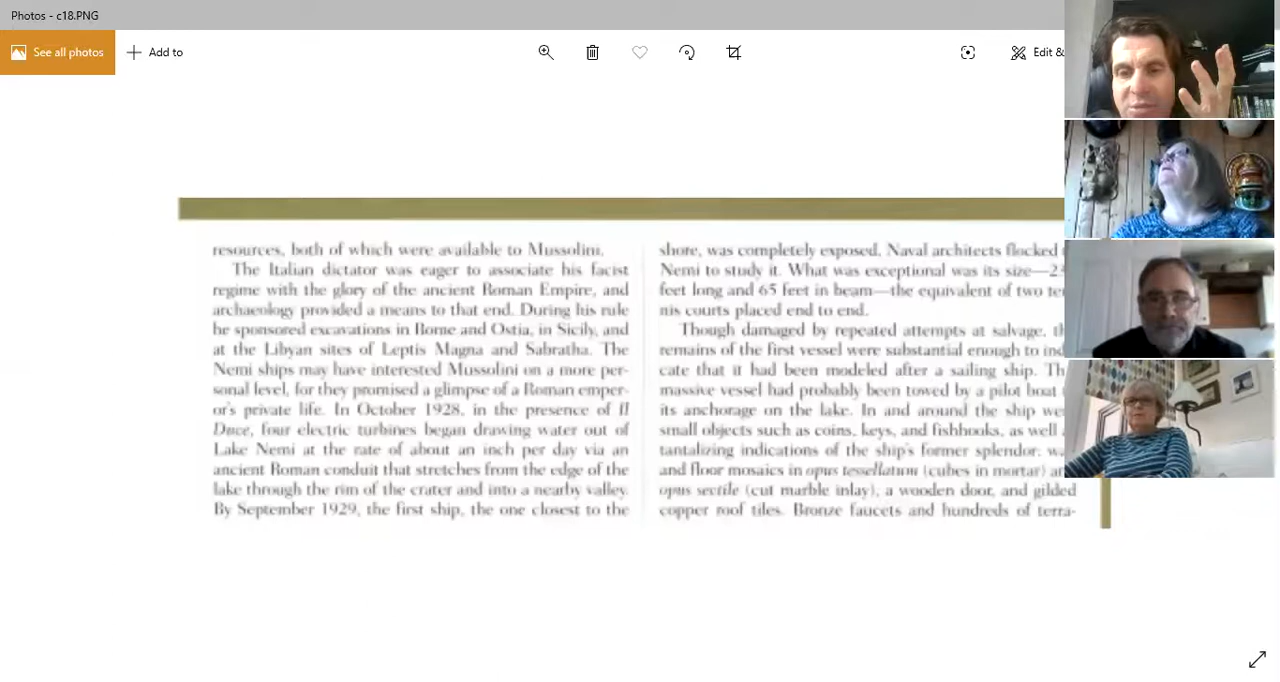 Photos - c18.PNG
See all photos
Add to
Edit &
resources, both of which were available to Mussolini.
The Italian dictator was eager to associate his facist
regime with the glory of the ancient Roman Empire, and
archaeology provided a means to that end. During his rule
he sponsored excavations in Rome and Ostia, in Sicily, and
at the Libyan sites of Leptis Magna and Sabratha. The
Nemi ships may have interested Mussolini on a more per-
sonal level, for they promised a glimpse of a Roman emper-
or's private life. In October 1928, in the presence of Il
Duce, four electric turbines began drawing water out of
Lake Nemi at the rate of about an inch per day via an
ancient Roman conduit that stretches from the edge of the
lake through the rim of the crater and into a nearby valley.
By September 1929, the first ship, the one closest to the
shore, was completely exposed. Naval architects flocked
Nemi to study it. What was exceptional was its size—
feet long and 65 feet in beam—the equivalent of two
nis courts placed end to end.
Though damaged by repeated attempts at salvage,
remains of the first vessel were substantial enough to
cate that it had been modeled after a sailing ship.
massive vessel had probably been towed by a pilot boat
its anchorage on the lake. In and around the ship
small objects such as coins, keys, and fishhooks, as well
tantalizing indications of the ship's former splendor:
and floor mosaics in opus tessellatum (cubes in mortar)
opus sectile (cut marble inlay), a wooden door, and gilded
copper roof tiles. Bronze faucets and hundreds of terra-